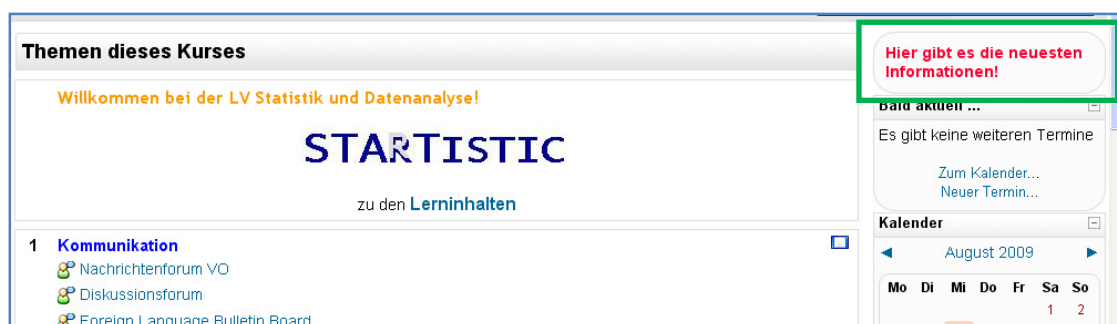 Themen dieses Kurses
Willkommen bei der LV Statistik und Datenanalyse!
STARTISTIC
zu den Lerninhalten
1 Kommunikation
Nachrichtenforum VO
Diskussionsforum
Foreign Language Bulletin Board
Hier gibt es die neuesten
Informationen!
Bald aktuell ...
Es gibt keine weiteren Termine
Zum Kalender...
Neuer Termin...
Kalender
◄ August 2009 ►
Mo Di Mi Do Fr Sa So
1 2